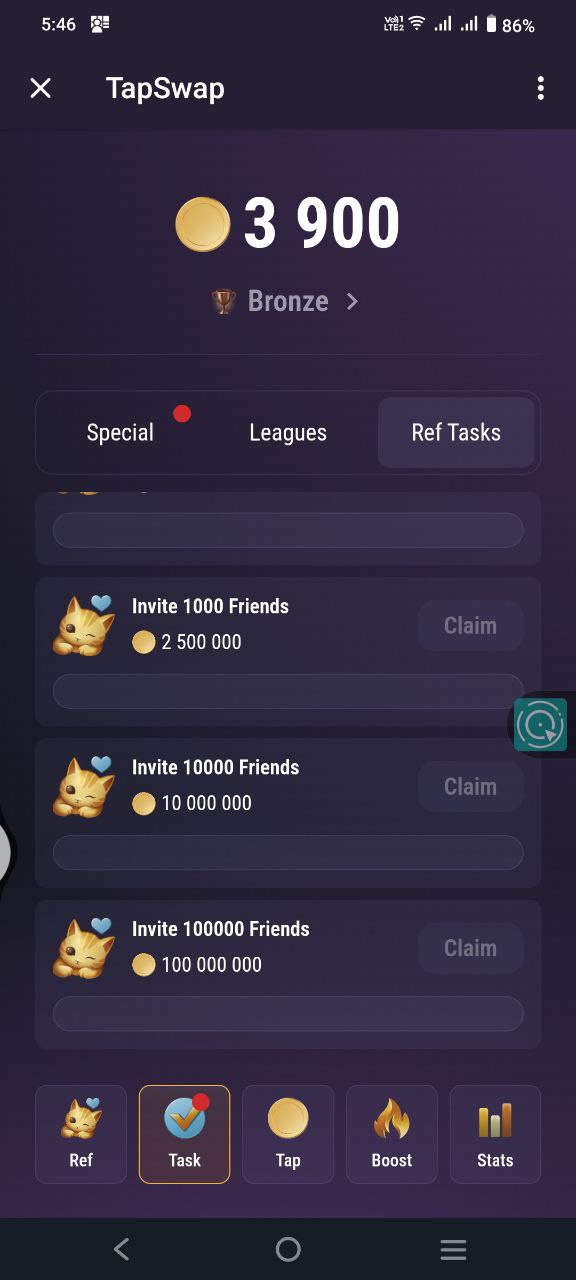 5:46
Vo))1
LTE2
86%
TapSwap
3 900
Bronze
Special
Leagues
Ref Tasks
Invite 1000 Friends
2 500 000
Claim
Invite 10000 Friends
10 000 000
Claim
Invite 100000 Friends
100 000 000
Claim
Ref
Task
Tap
Boost
Stats